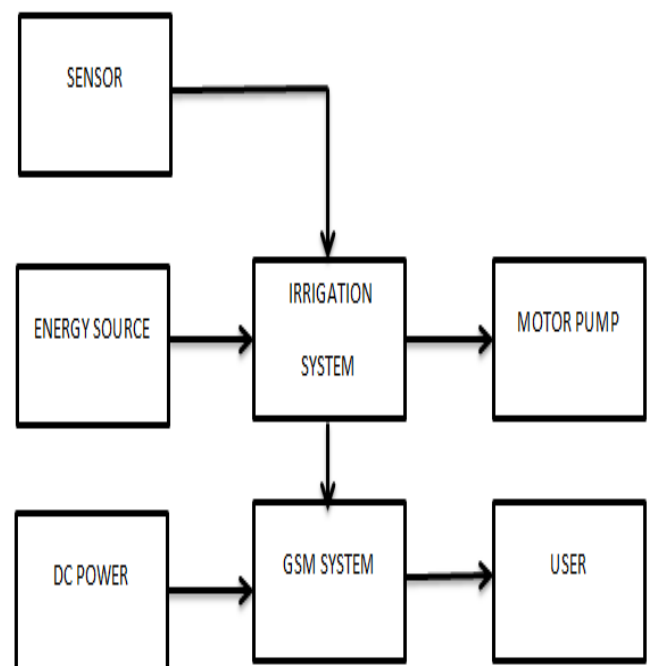 SENSOR
ENERGY SOURCE
IRRIGATION
SYSTEM
MOTOR PUMP
DC POWER
GSM SYSTEM
USER